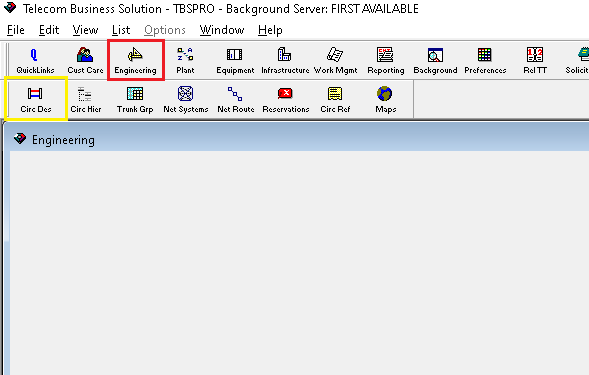 Telecom Business Solution - TBSPRO - Background Server: FIRST AVAILABLE
File Edit View List Options Window Help
QuickLinks Cust Care Engineering Plant Equipment Infrastructure Work Mgmt Reporting Background Preferences Rel TT Solicit
Circ Des Circ Hier Trunk Grp Net Systems Net Route Reservations Circ Ref Maps
Engineering